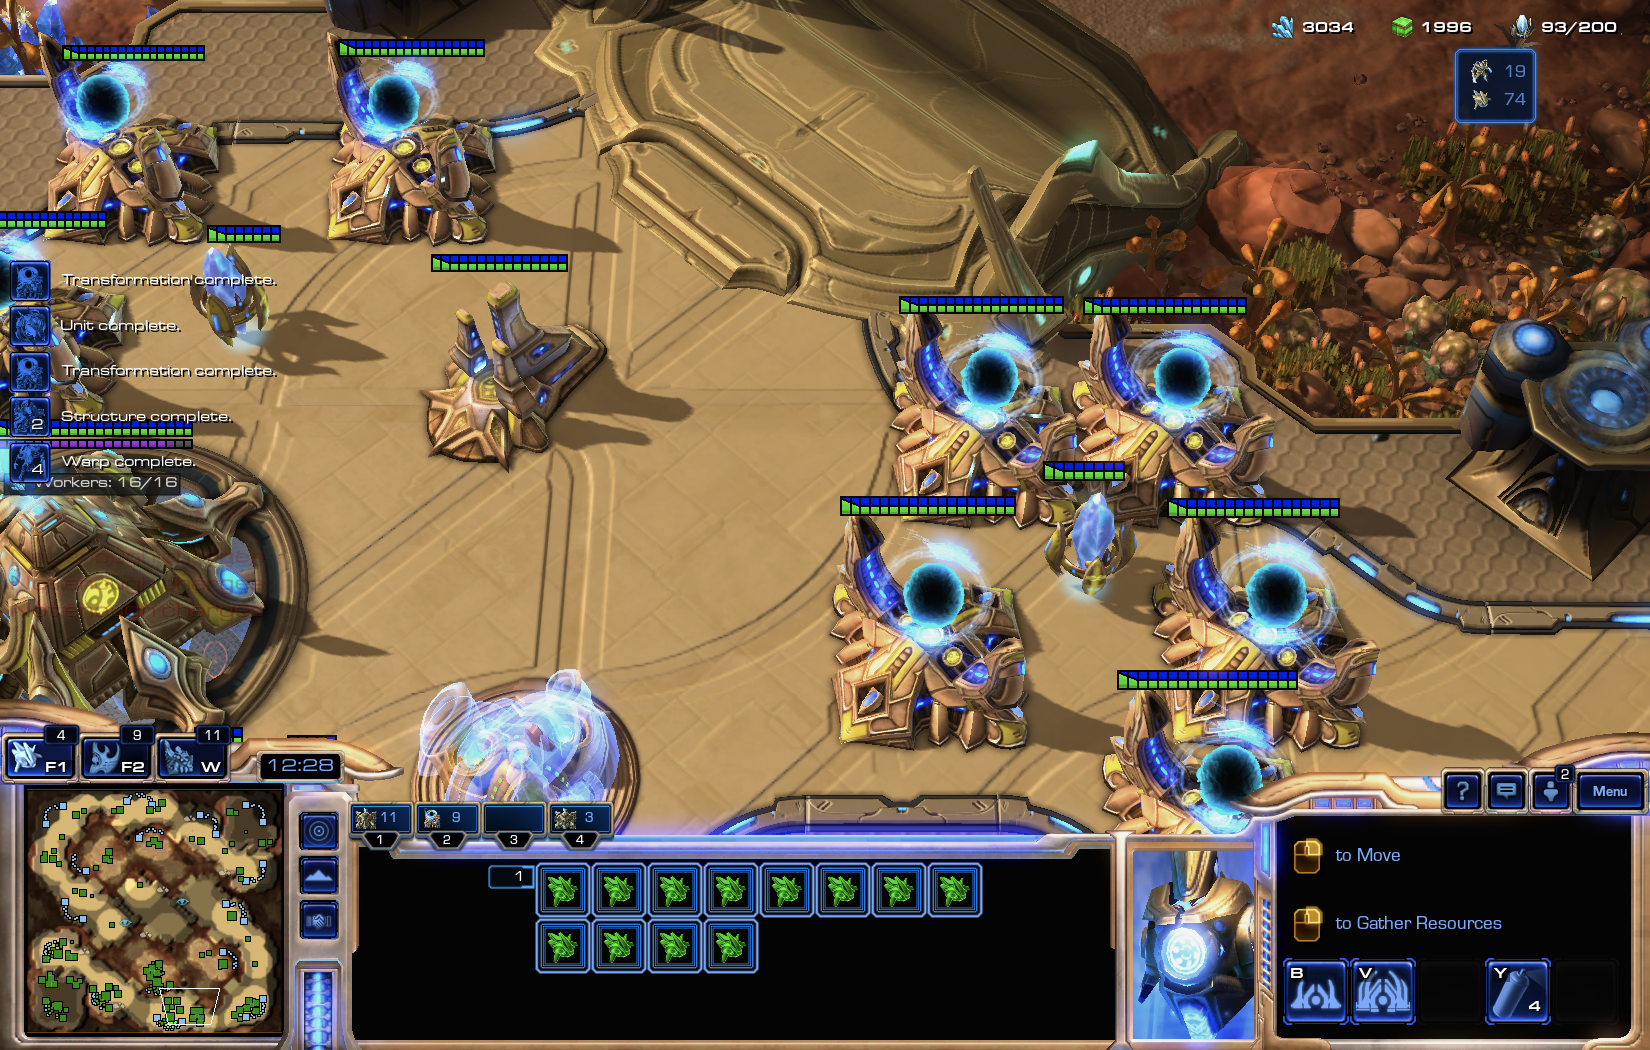 3034 1996 93/200
19
74
Transformation complete.
Unit complete.
Transformation complete.
2 Structure complete.
4 Warp complete.
Workers: 16/16
4 9 11
F1 F2 W
12:28
2
? Menu
11 9 3
1 2 3 4
1
to Move
to Gather Resources
B V Y
4